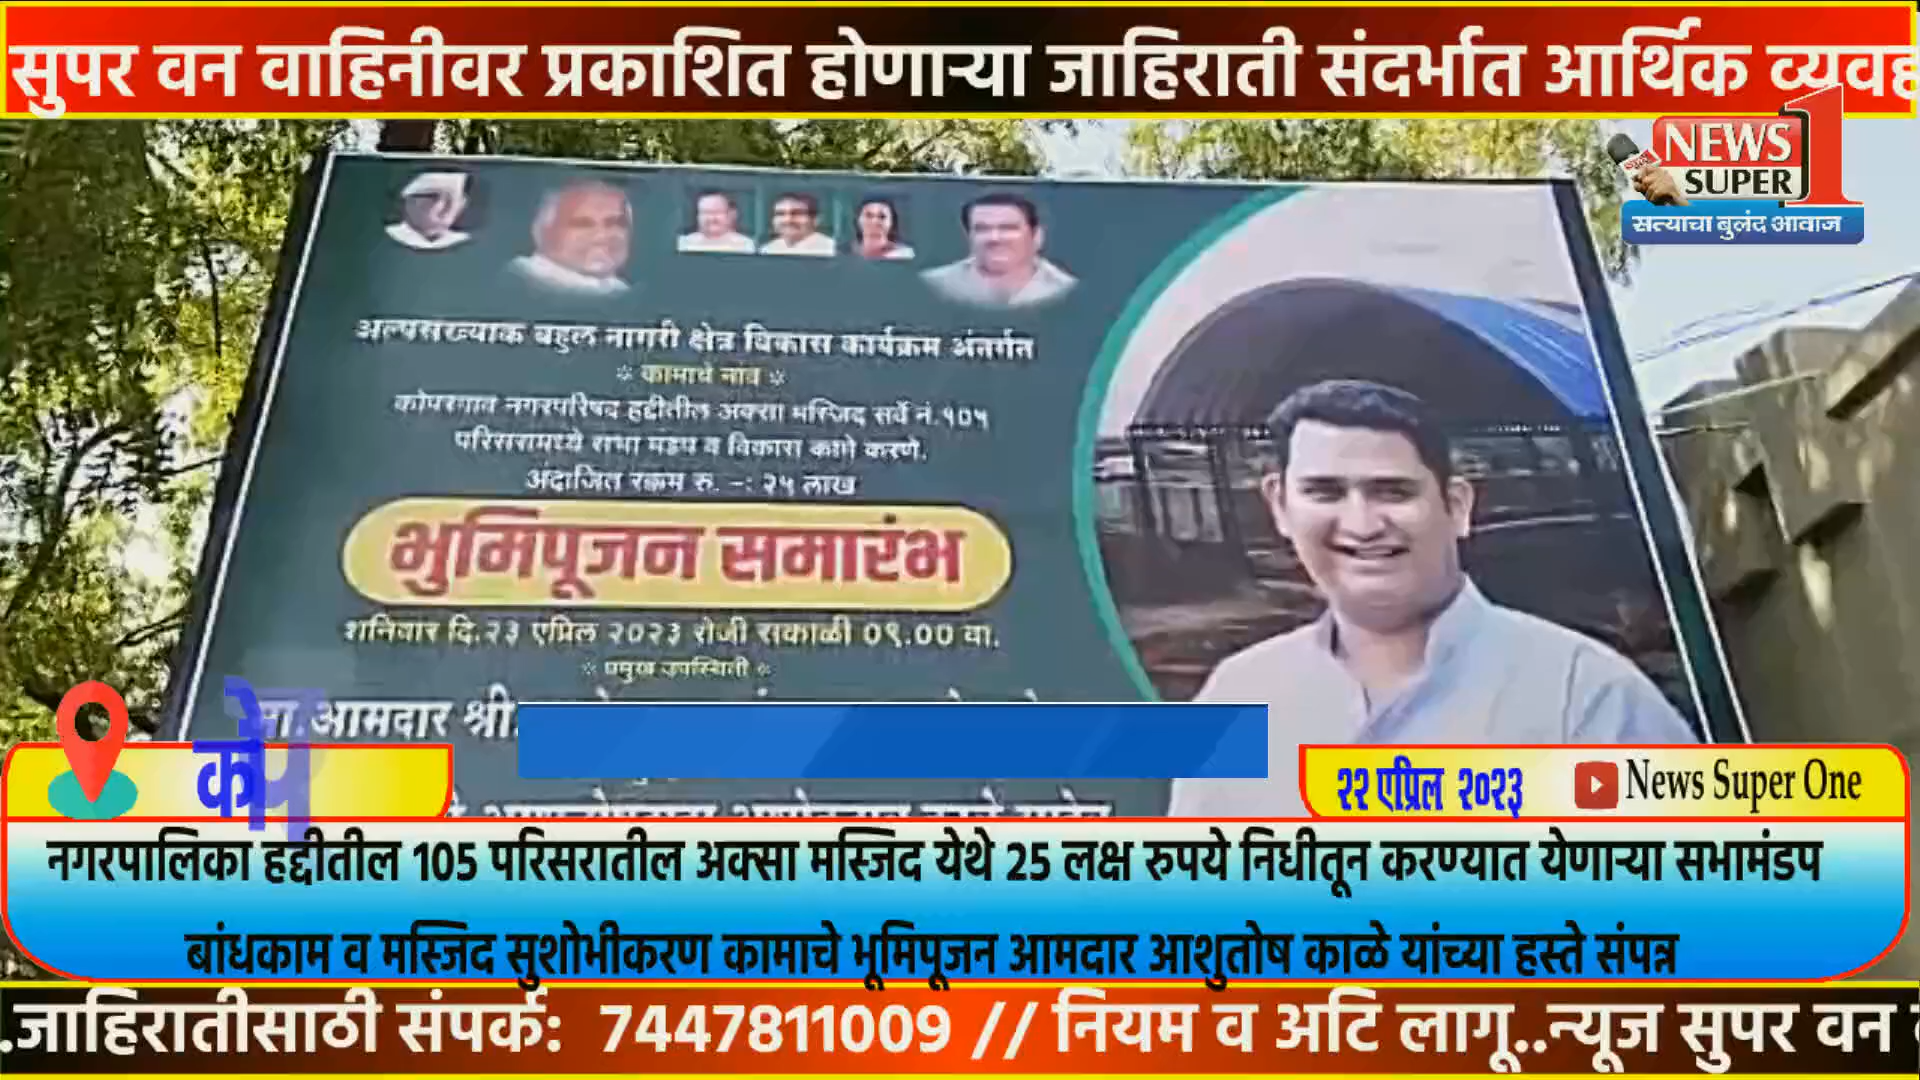 सुपर वन वाहिनीवर प्रकाशित होणाऱ्या जाहिराती संदर्भात आर्थिक
NEWS 1
SUPER
सत्याचा बुलंद आवाज
अल्पसख्याक बहुल नागरी क्षेत्र विकास कार्यक्रम अंतर्गत
* कामाचे नाव *
कोपरगाव नगरपरिषद हद्दीतील अक्सा मस्जिद सर्वे नं.१०५
परिसरामध्ये सभा मंडप व विकास कामे करणे.
अंदाजित रक्कम रु. -: २५ लाख
भुमिपूजन समारंभ
शनिवार दि.२३ एप्रिल २०२३ रोजी सकाळी ०९.०० वा.
* प्रमुख उपस्थिती *
मा.आमदार श्री.
२२ एप्रिल २०२३
News Super One
नगरपालिका हद्दीतील 105 परिसरातील अक्सा मस्जिद येथे 25 लक्ष रुपये निधीतून करण्यात येणाऱ्या सभामंडप
बांधकाम व मस्जिद सुशोभीकरण कामाचे भूमिपूजन आमदार आशुतोष काळे यांच्या हस्ते संपन्न
.जाहिरातीसाठी संपर्क: 7447811009 // नियम व अटि लागू..न्यूज सुपर वन